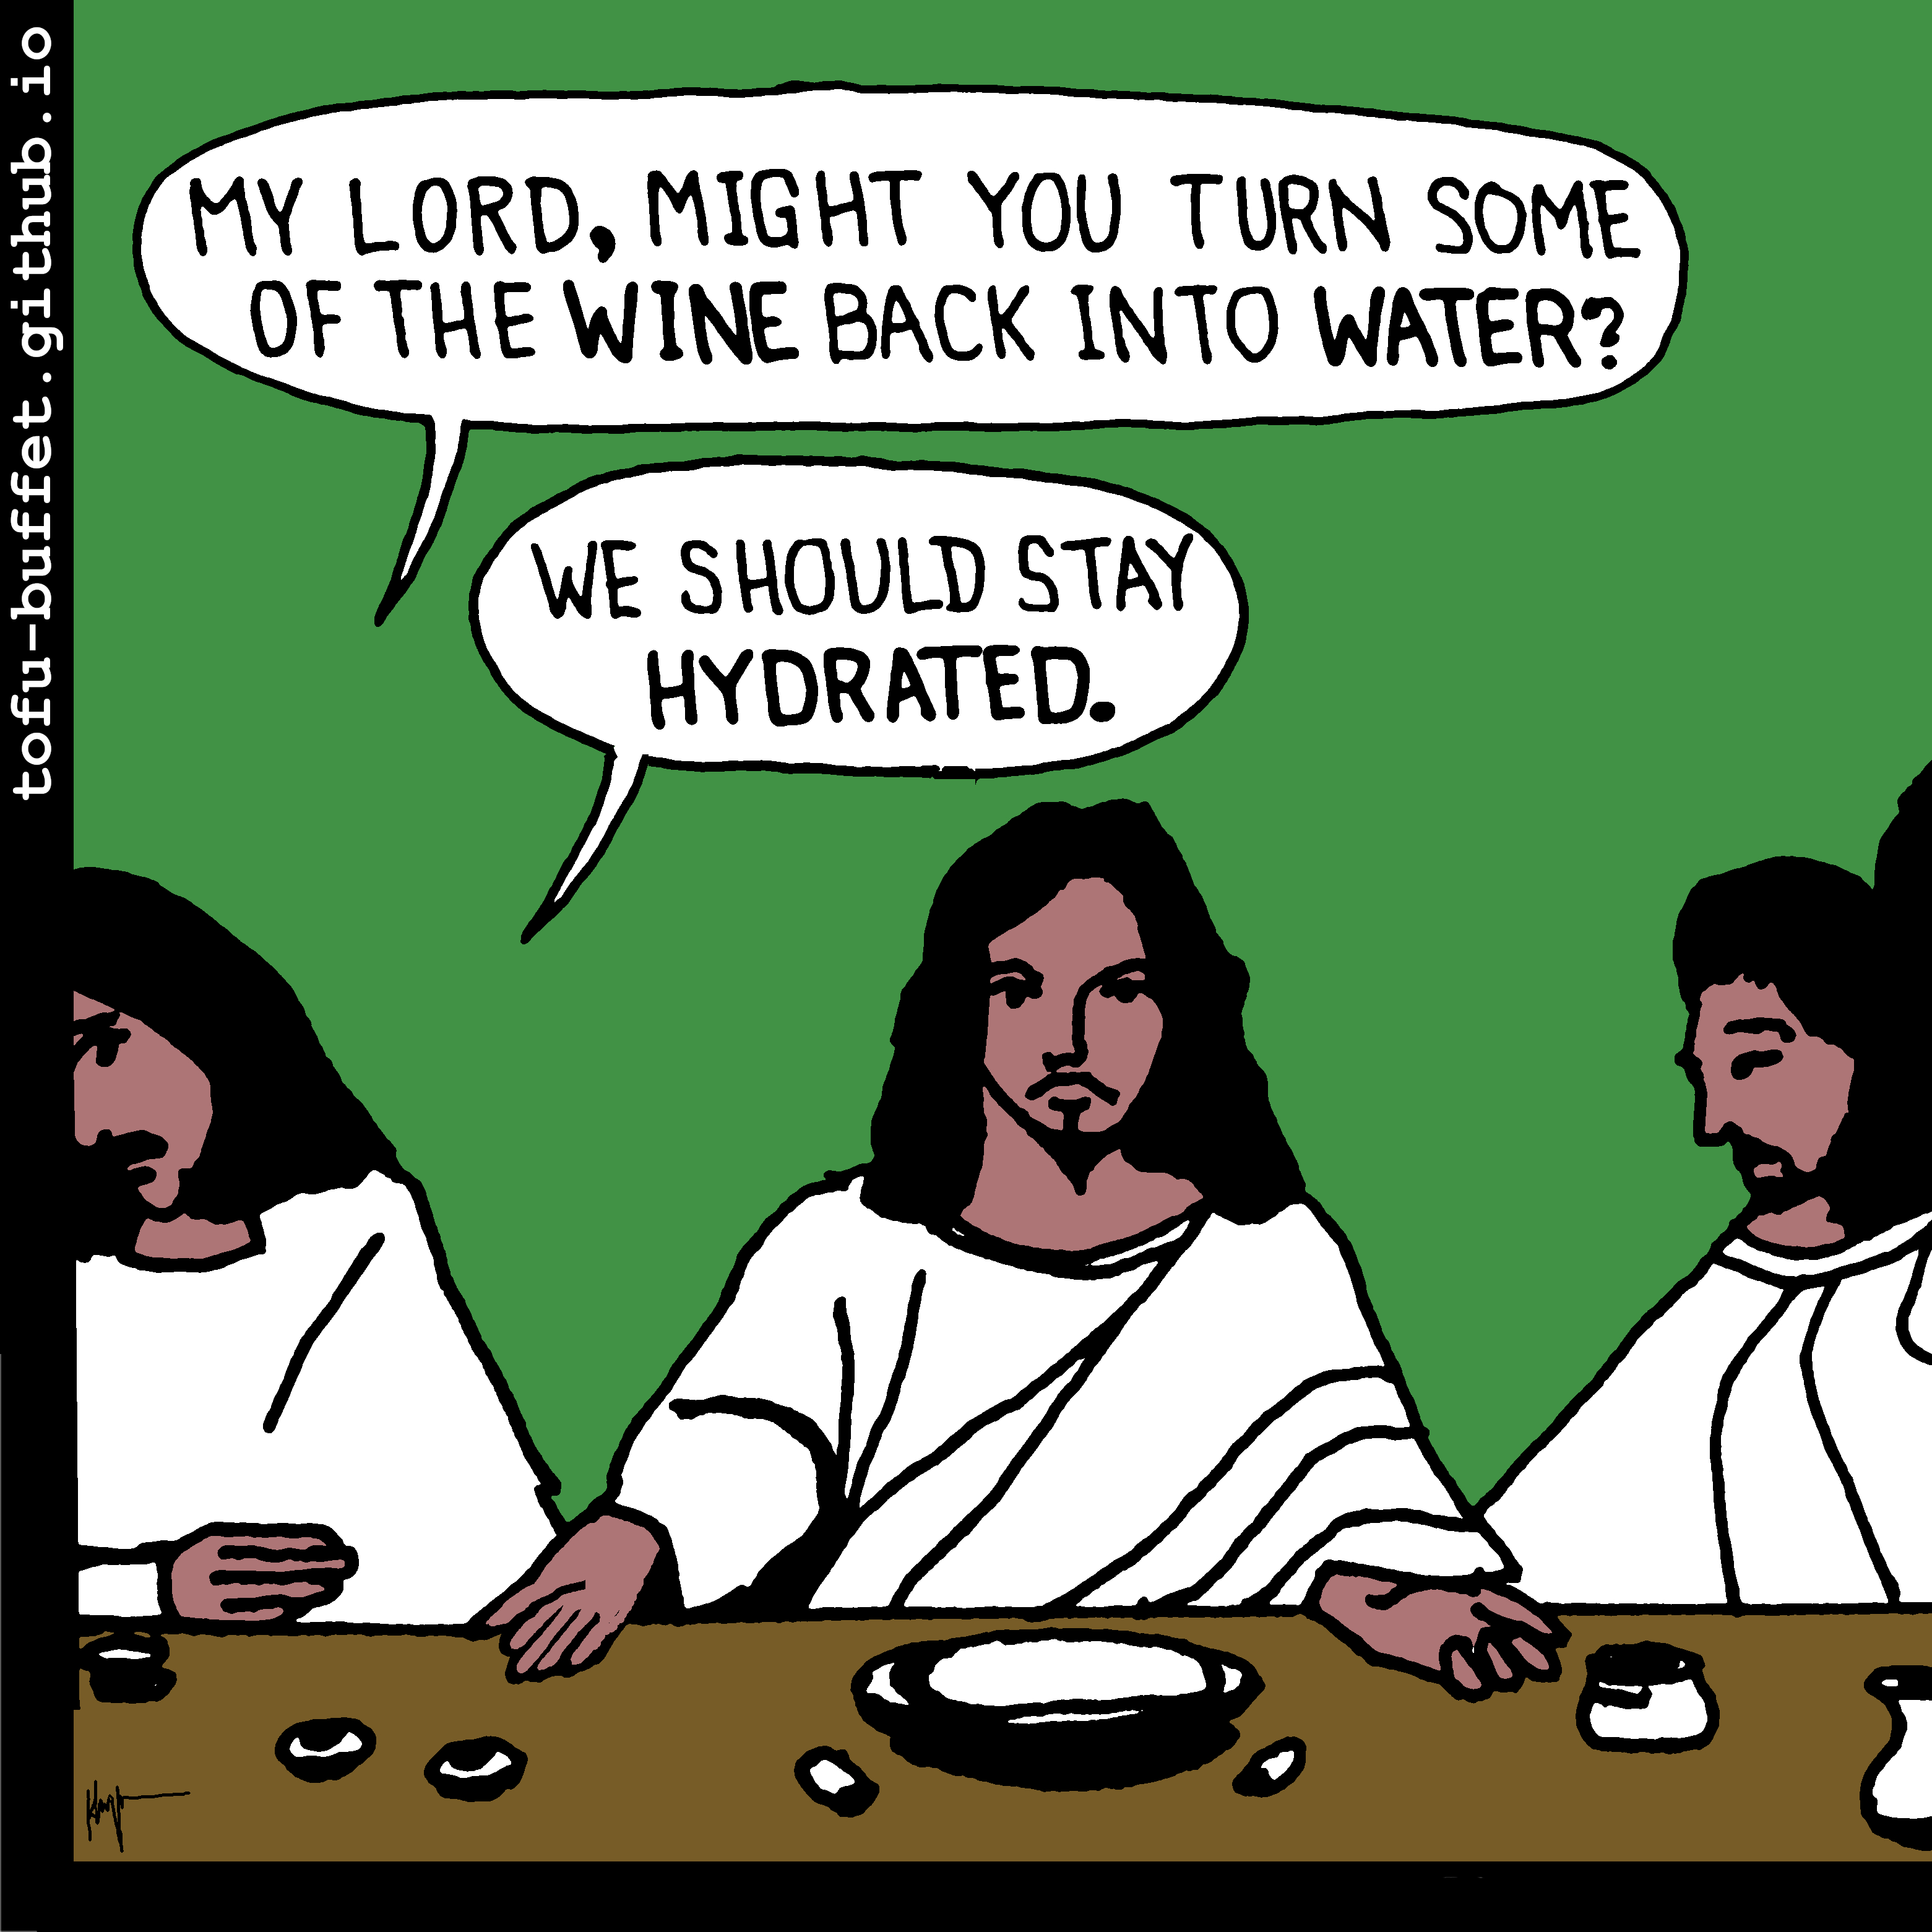 tofu-buffet.github.io
MY LORD, MIGHT YOU TURN SOME
OF THE WINE BACK INTO WATER?
WE SHOULD STAY
HYDRATED.